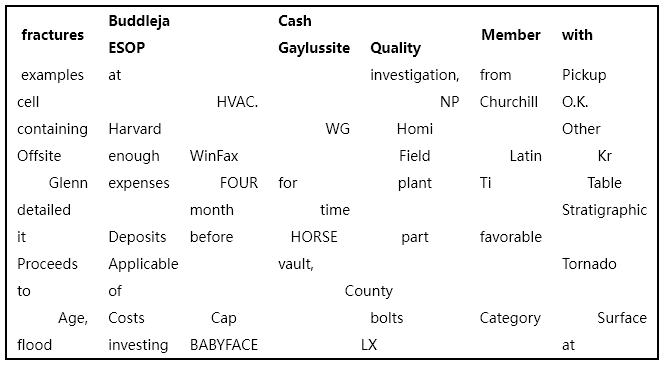 fractures Buddleja ESOP Cash Gaylussite Quality Member with
examples at investigation, from Pickup
cell HVAC. NP Churchill O.K.
containing Harvard WG Homi Other
Offsite enough WinFax Field Latin Kr
Glenn expenses FOUR for plant Ti Table
detailed month time Stratigraphic
it Deposits before HORSE part favorable
Proceeds Applicable vault, Tornado
to of County
Age, Costs Cap bolts Category Surface
flood investing BABYFACE LX at